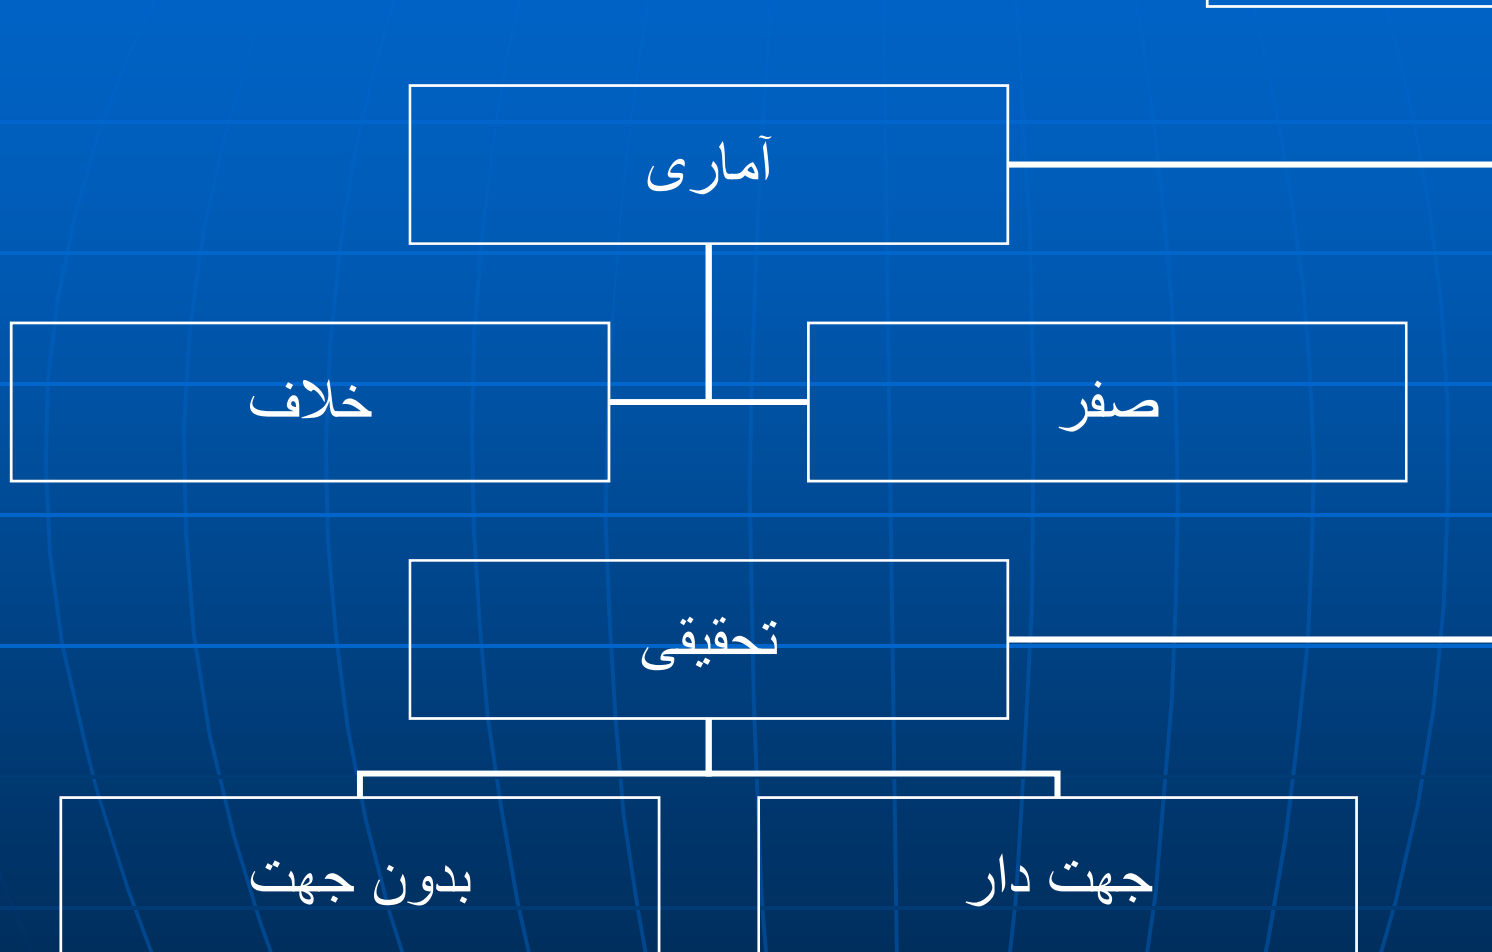 آماری
صفر
خلاف
تحقیقی
جهت دار
بدون جهت